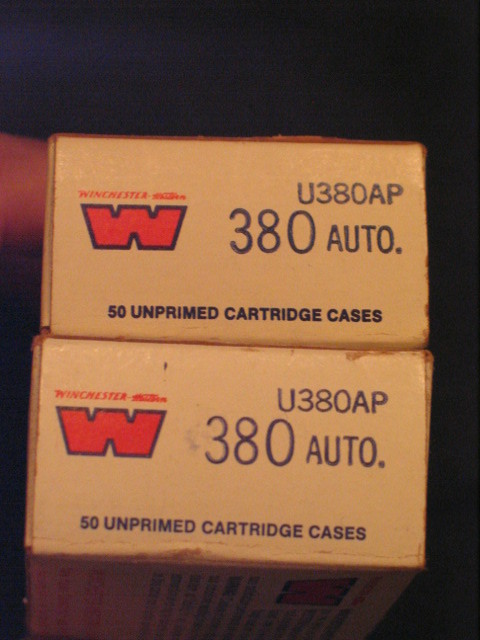 WINCHESTER-Western
U380AP
W
380 AUTO.
50 UNPRIMED CARTRIDGE CASES
WINCHESTER-Western
U380AP
W
380 AUTO.
50 UNPRIMED CARTRIDGE CASES